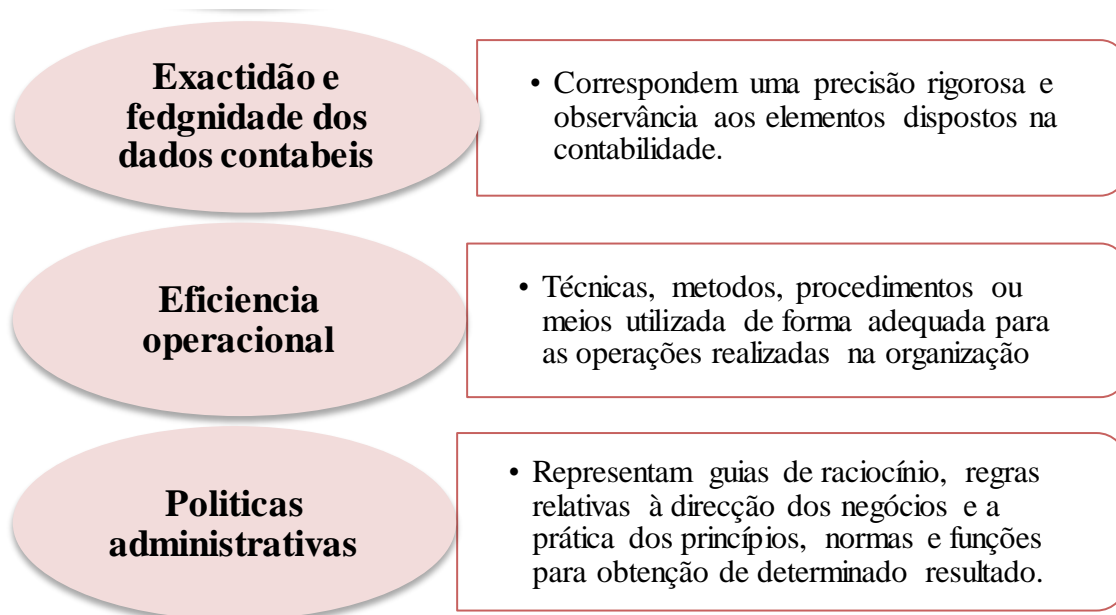 Exactidão e
fedgnidade dos
dados contabeis
• Correspondem uma precisão rigorosa e
observância aos elementos dispostos na
contabilidade.
Eficiencia
operacional
• Técnicas, metodos, procedimentos ou
meios utilizada de forma adequada para
as operações realizadas na organização
Politicas
administrativas
• Representam guias de raciocínio, regras
relativas à direcção dos negócios e a
prática dos princípios, normas e funções
para obtenção de determinado resultado.